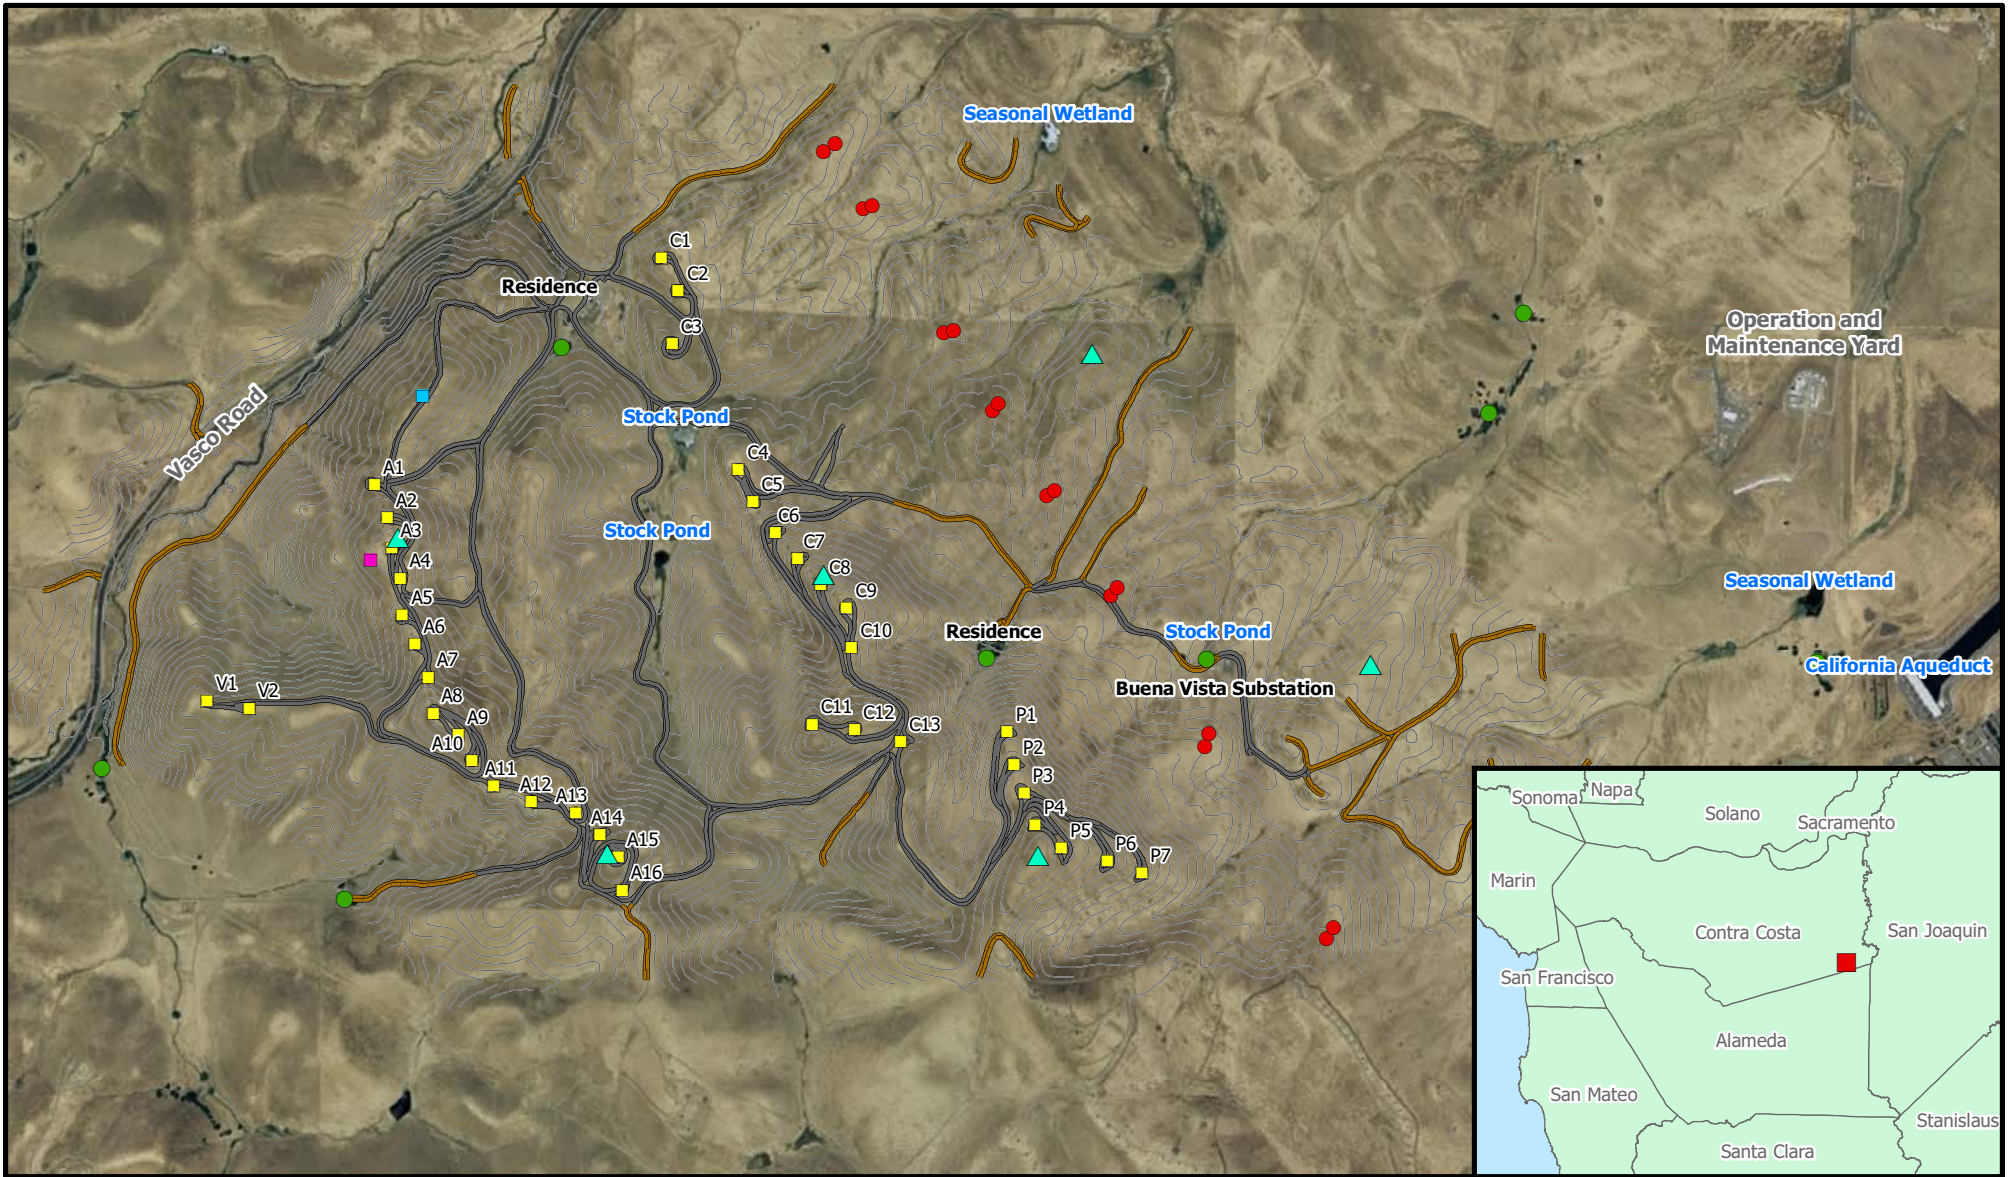 Seasonal Wetland
C1
C2
Residence
C3
Operation and
Maintenance Yard
Vasco Road
Stock Pond
A1
C4
A2
C5
A3
Stock Pond
C6
A4
C7
C8
Seasonal Wetland
A5
C9
A6
C10
Residence
Stock Pond
A7
California Aqueduct
V1
V2
Buena Vista Substation
A8
C11
C12
C13
A9
P1
A10
P2
A11
P3
A12
A13
P4
A14
P5
A15
P6
P7
A16
Sonoma
Napa
Solano
Sacramento
Marin
Contra Costa
San Joaquin
San Francisco
Alameda
San Mateo
Stanislaus
Santa Clara